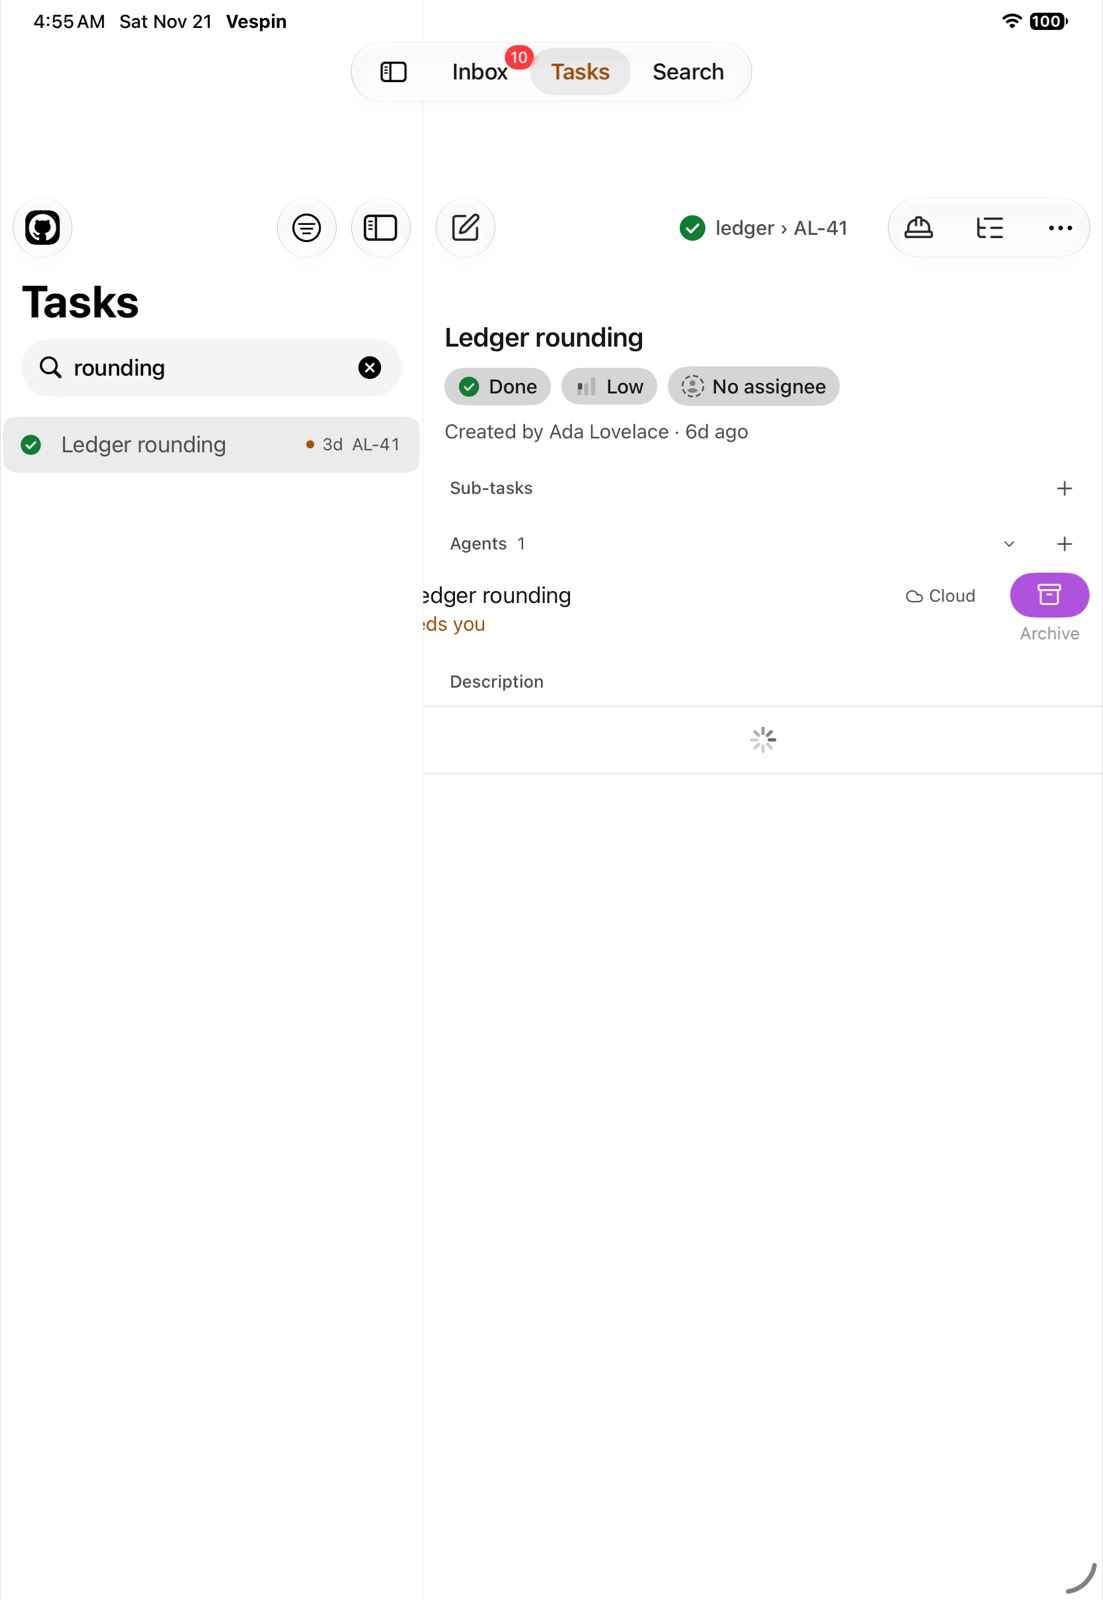 4:55 AM Sat Nov 21 Vespin
100
Inbox 10 Tasks Search
ledger › AL-41
Tasks
rounding
Ledger rounding 3d AL-41
Ledger rounding
Done Low No assignee
Created by Ada Lovelace · 6d ago
Sub-tasks
Agents 1
edger rounding Cloud
eds you
Archive
Description